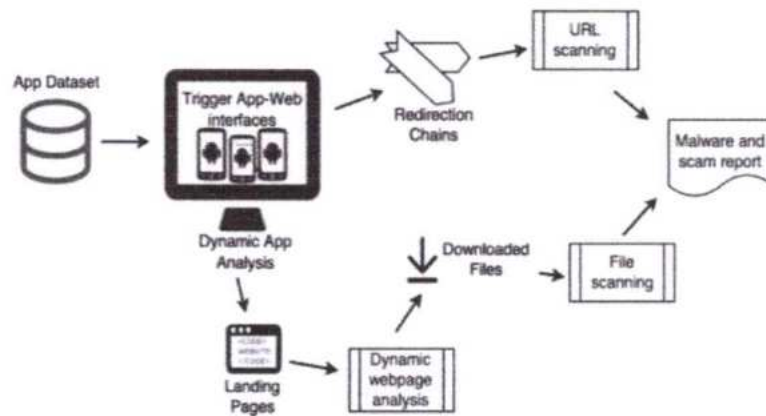 App Dataset
Trigger App-Web
interfaces
Dynamic App
Analysis
Redirection
Chains
URL
scanning
Malware and
scam report
Landing
Pages
Dynamic
webpage
analysis
Downloaded
Files
File
scanning